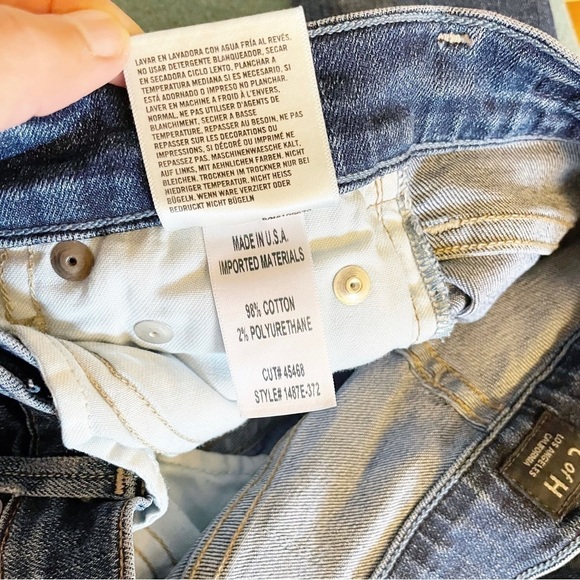 LAVAR EN LAVADORA CON AGUA FRÍA AL REVÉS.
NO USAR DETERGENTE BLANQUEADOR, SECAR
EN SECADORA CICLO LENTO, PLANCHAR A
TEMPERATURA MEDIANA SI ES NECESARIO, SI
ESTÁ ADORNADO O IMPRESO NO PLANCHAR.
LAVER EN MACHINE A FROID À L'ENVERS.
NORMAL. NE PAS UTILISER D'AGENTS DE
BLANCHIMENT, SECHER A BASSE
TEMPERATURE, REPASSER AU BESOIN. NE PAS
REPASSER SUR LES DECORATIONS OU
IMPRESSIONS, SI DÉCORÉ OU IMPRIMÉ NE
REPASSEZ PAS. MASCHINENWAESCHE KALT,
AUF LINKS, MIT AEHNLICHEN FARBEN. NICHT
BLEICHEN. TROCKNEN IM TROCKNER NUR BEI
NIEDRIGER TEMPERATUR. NICHT HEISS
BÜGELN. WENN WARE VERZIERT ODER
BEDRUCKT NICHT BÜGELN
MADE IN U.S.A.
IMPORTED MATERIALS
98% COTTON
2% POLYURETHANE
CUT# 45468
STYLE# 1487E-372
of H
LOS ANGELES
CALIFORNIA